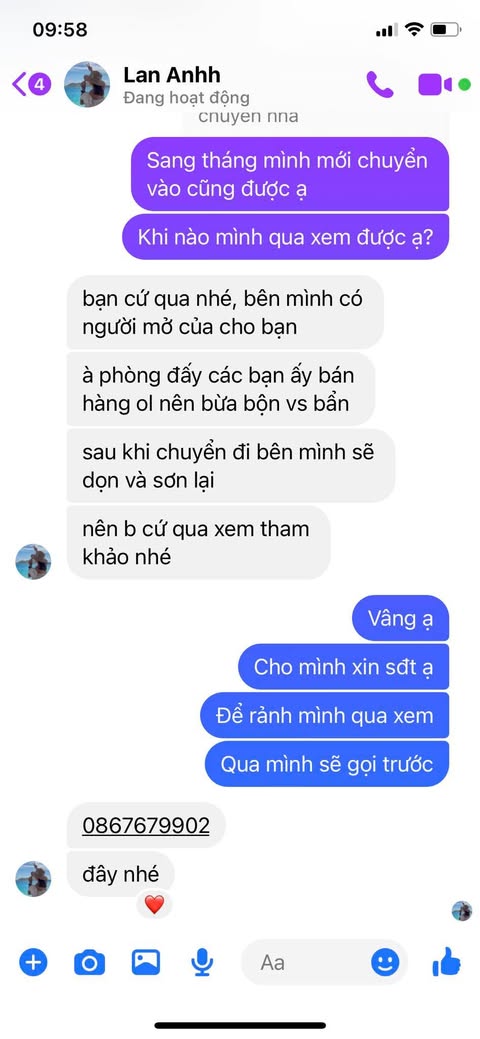 09:58
4
Lan Anhh
Đang hoạt động
chuyển nhà
Sang tháng mình mới chuyển
vào cũng được ạ
Khi nào mình qua xem được ạ?
bạn cứ qua nhé, bên mình có
người mở của cho bạn
à phòng đấy các bạn ấy bán
hàng ol nên bừa bộn vs bẩn
sau khi chuyển đi bên mình sẽ
dọn và sơn lại
nên b cứ qua xem tham
khảo nhé
Vâng ạ
Cho mình xin sđt ạ
Để rảnh mình qua xem
Qua mình sẽ gọi trước
0867679902
đây nhé
Aa